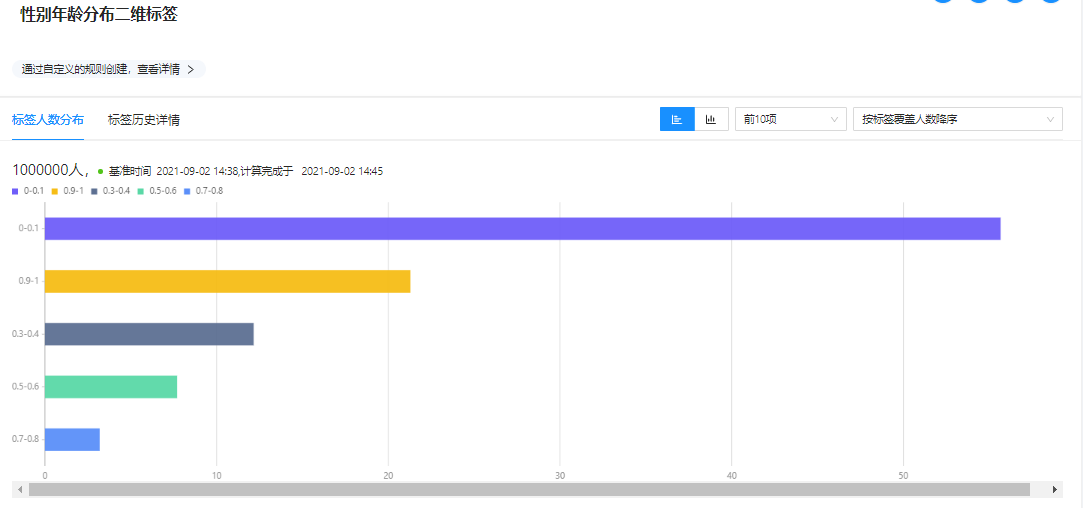 性别年龄分布二维标签
通过自定义的规则创建，查看详情 >
标签人数分布 标签历史详情 前10项 按标签覆盖人数降序
1000000人， 基准时间 2021-09-02 14:38,计算完成于 2021-09-02 14:45
0-0.1 0.9-1 0.3-0.4 0.5-0.6 0.7-0.8
0-0.1
0.9-1
0.3-0.4
0.5-0.6
0.7-0.8
0 10 20 30 40 50